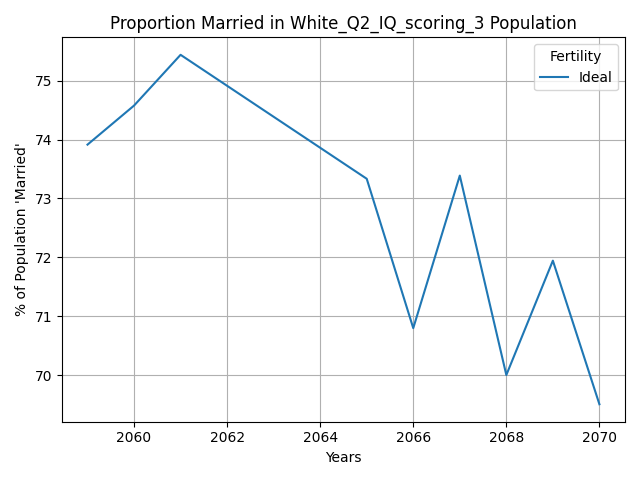 Proportion Married in White_Q2_IQ_scoring_3 Population
Fertility
Ideal
% of Population 'Married'
75
74
73
72
71
70
2060
2062
2064
2066
2068
2070
Years